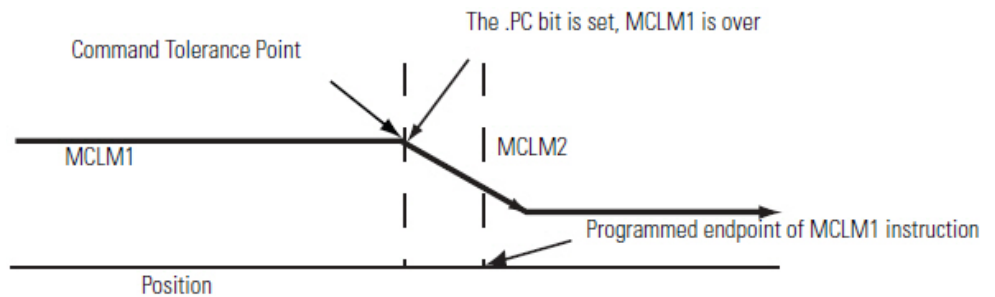 The .PC bit is set, MCLM1 is over
Command Tolerance Point
MCLM1
MCLM2
Programmed endpoint of MCLM1 instruction
Position